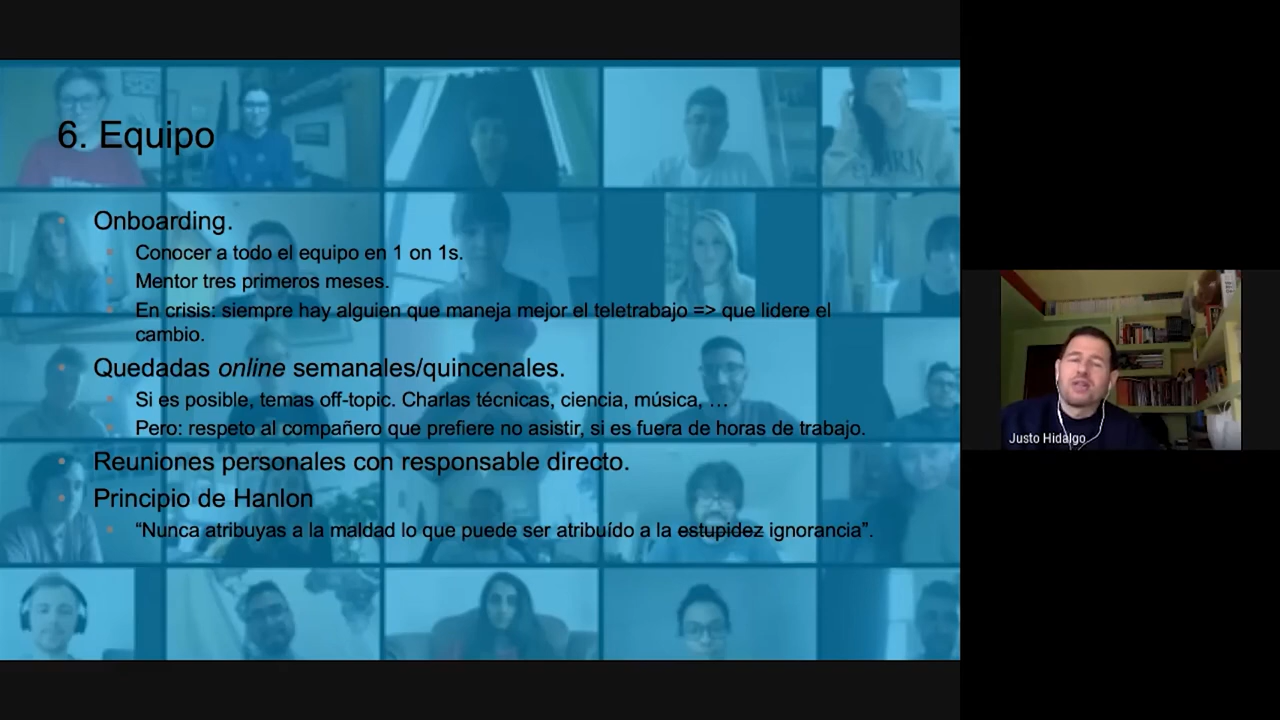 6. Equipo
Onboarding.
Conocer a todo el equipo en 1 on 1s.
Mentor tres primeros meses.
En crisis: siempre hay alguien que maneja mejor el teletrabajo => que lidere el
cambio.
Quedadas online semanales/quincenales.
Si es posible, temas off-topic. Charlas técnicas, ciencia, música, …
Pero: respeto al compañero que prefiere no asistir, si es fuera de horas de trabajo.
Reuniones personales con responsable directo.
Principio de Hanlon
“Nunca atribuyas a la maldad lo que puede ser atribuído a la estupidez ignorancia”.
Justo Hidalgo